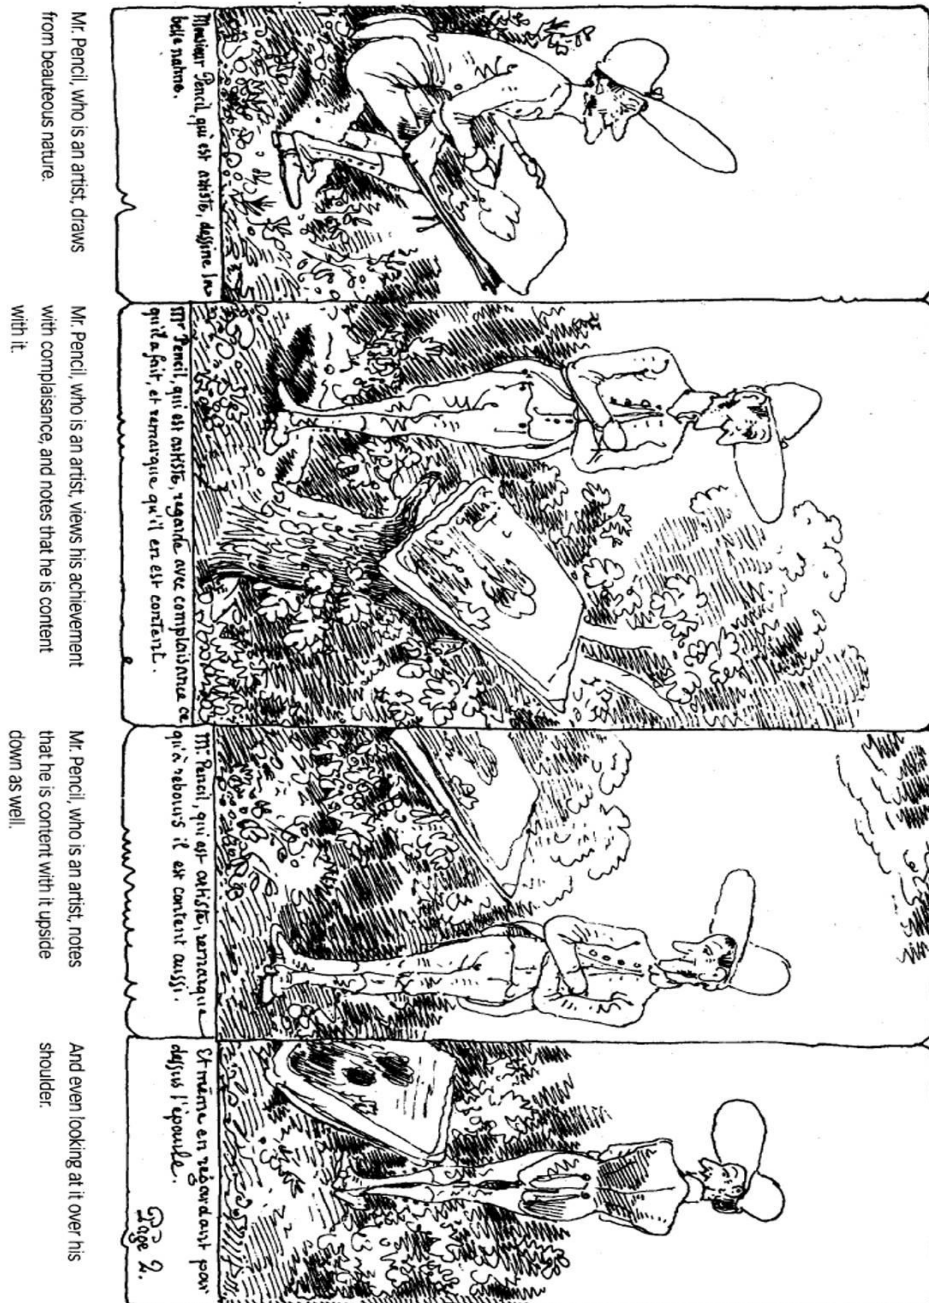 Monsieur Pencil, qui est artiste, dessine la
belle nature.
Mr Pencil, qui est artiste, regarde avec complaisance ce
qu'il a fait, et remarque qu'il en est content.
Mr Pencil, qui est artiste, remarque
qu'à rebours il est content aussi.
Et même en regardant par
dessus l'épaule.
Page 2.
Mr. Pencil, who is an artist, draws
from beauteous nature.
Mr. Pencil, who is an artist, views his achievement
with complaisance, and notes that he is content
with it.
Mr. Pencil, who is an artist, notes
that he is content with it upside
down as well.
And even looking at it over his
shoulder.